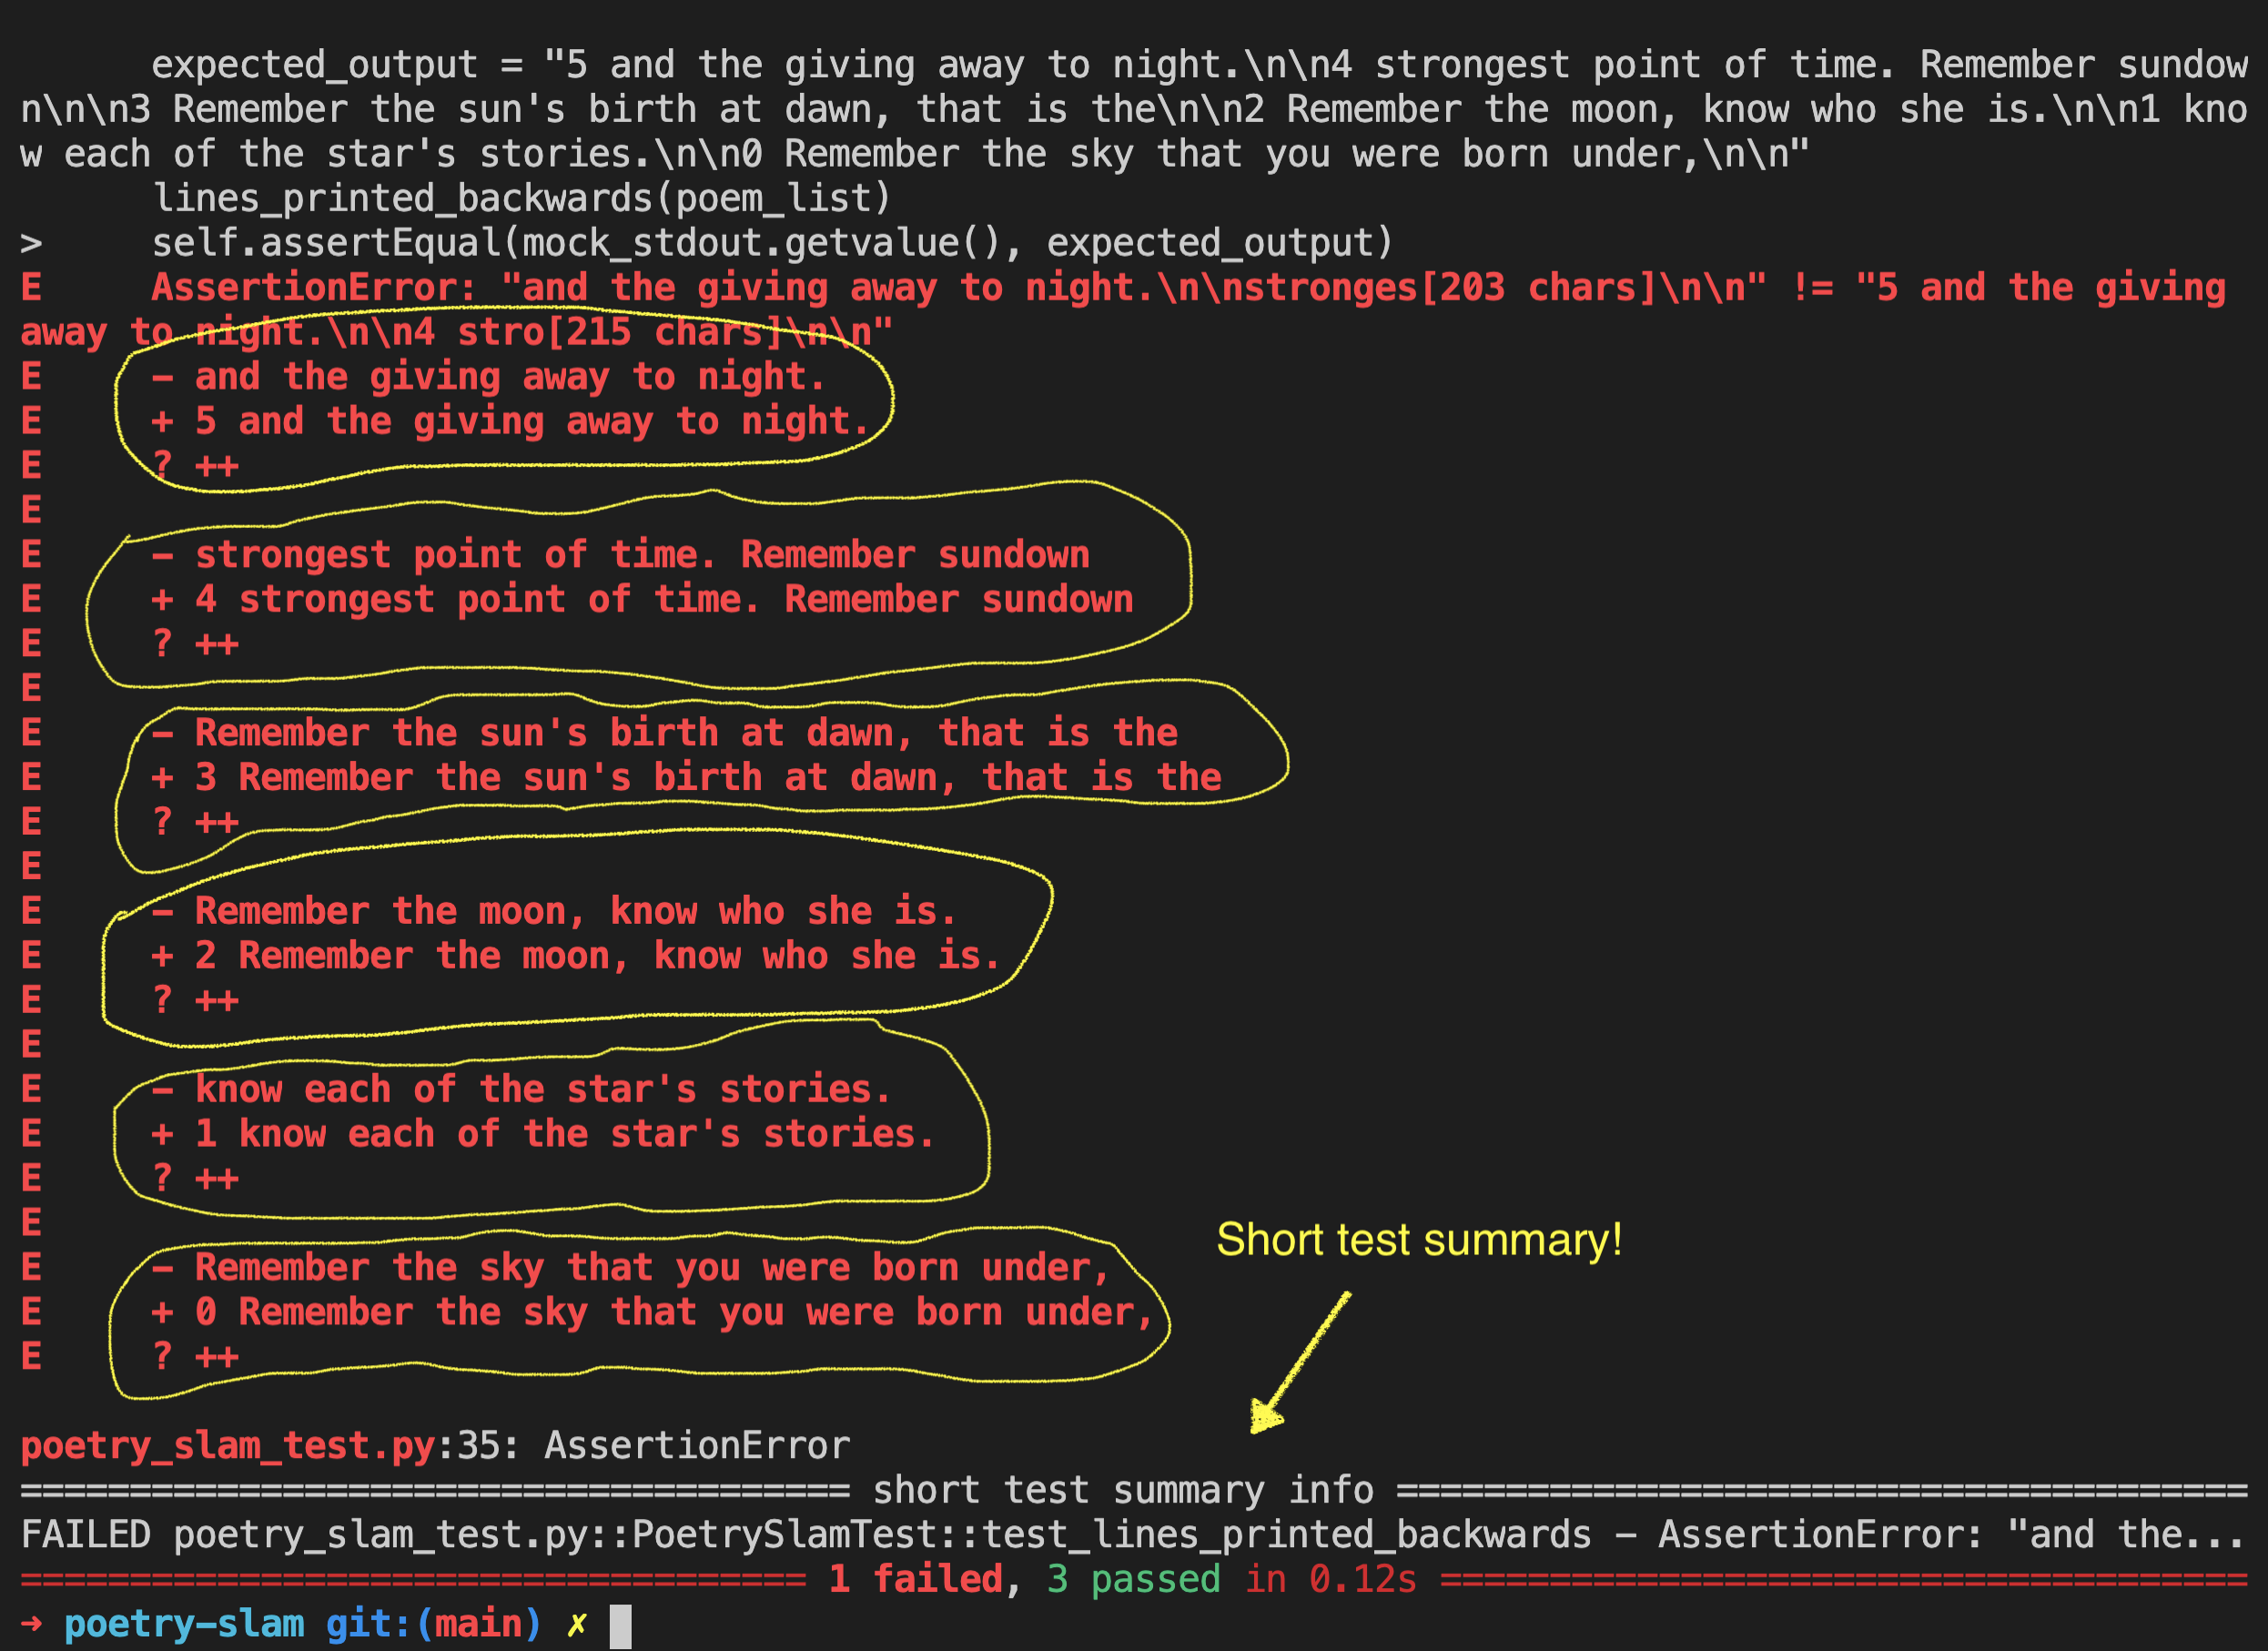 expected_output = "5 and the giving away to night.\n\n4 strongest point of time. Remember sundow
n\n\n3 Remember the sun's birth at dawn, that is the\n\n2 Remember the moon, know who she is.\n\n1 kno
w each of the star's stories.\n\n0 Remember the sky that you were born under,\n\n"
lines_printed_backwards(poem_list)
> self.assertEqual(mock_stdout.getvalue(), expected_output)
E AssertionError: "and the giving away to night.\n\nstronges[203 chars]\n\n" != "5 and the giving
away to night.\n\n4 stro[215 chars]\n\n"
E - and the giving away to night.
E + 5 and the giving away to night.
E ? ++
E
E - strongest point of time. Remember sundown
E + 4 strongest point of time. Remember sundown
E ? ++
E
E - Remember the sun's birth at dawn, that is the
E + 3 Remember the sun's birth at dawn, that is the
E ? ++
E
E - Remember the moon, know who she is.
E + 2 Remember the moon, know who she is.
E ? ++
E
E - know each of the star's stories.
E + 1 know each of the star's stories.
E ? ++
E
Short test summary!
E - Remember the sky that you were born under,
E + 0 Remember the sky that you were born under,
E ? ++
poetry_slam_test.py:35: AssertionError
====================================== short test summary info =======================================
FAILED poetry_slam_test.py::PoetrySlamTest::test_lines_printed_backwards - AssertionError: "and the...
==================================== 1 failed, 3 passed in 0.12s =====================================
➜ poetry-slam git:(main) ✗